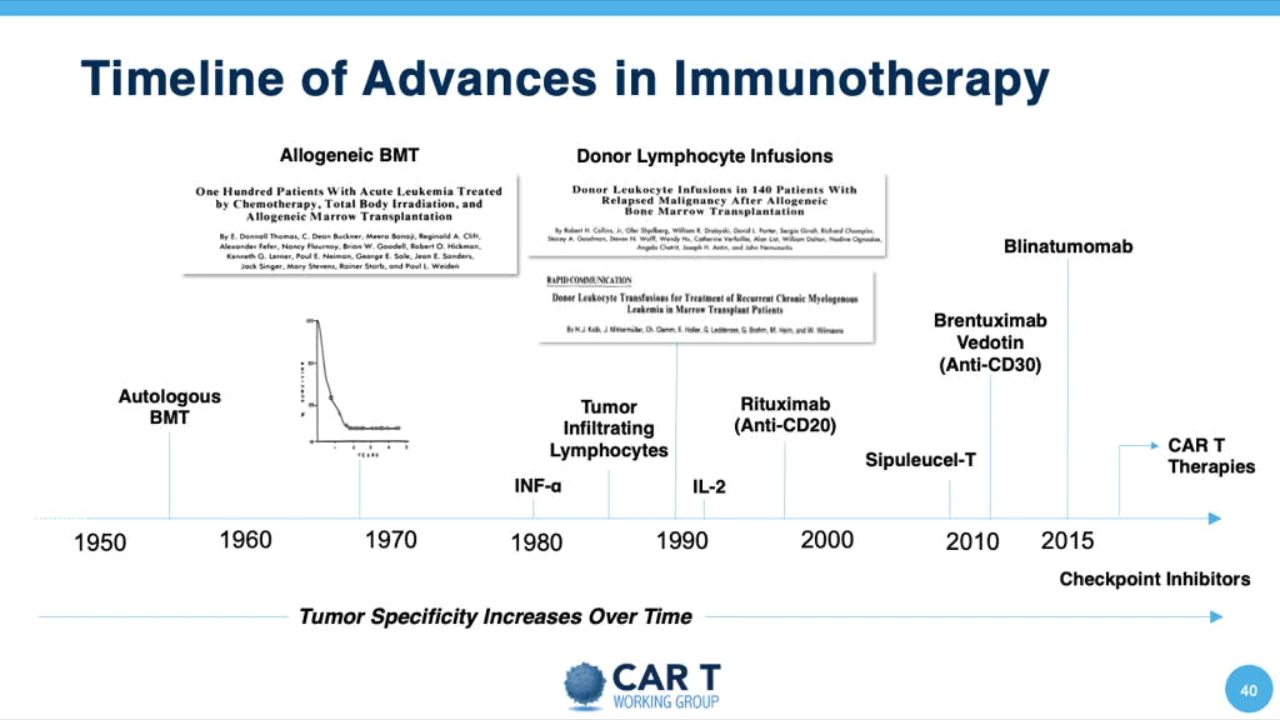 Timeline of Advances in Immunotherapy
Allogeneic BMT
One Hundred Patients With Acute Leukemia Treated
by Chemotherapy, Total Body Irradiation, and
Allogeneic Marrow Transplantation
By E. Donnall Thomas, C. Dean Buckner, Meera Banaji, Reginald A. Clift,
Alexander Fefer, Nancy Flournoy, Brian W. Goodell, Robert O. Hickman,
Kenneth G. Lerner, Paul E. Neiman, George E. Sale, Jean E. Sanders,
Jack Singer, Mary Stevens, Rainer Storb, and Paul L. Weiden
Donor Lymphocyte Infusions
Donor Leukocyte Infusions in 140 Patients With
Relapsed Malignancy After Allogeneic
Bone Marrow Transplantation
By Robert H. Collins, Jr, Ofer Shpilberg, William R. Drobyski, David L. Porter, Sergio Giralt, Richard Champlin,
Stacey A. Goodman, Steven N. Wolff, Wendy Hu, Catherine Verfaillie, Alan List, William Dalton, Nadine Ognoskie,
Angela Chetrit, Joseph H. Antin, and John Nemunaitis
RAPID COMMUNICATION
Donor Leukocyte Transfusions for Treatment of Recurrent Chronic Myelogenous
Leukemia in Marrow Transplant Patients
By H.J. Kolb, J. Mittermüller, Ch. Clemm, E. Holler, G. Ledderose, G. Brehm, M. Heim, and W. Wilmanns
Blinatumomab
Brentuximab
Vedotin
(Anti-CD30)
Autologous
BMT
YEARS
Tumor
Infiltrating
Lymphocytes
Rituximab
(Anti-CD20)
Sipuleucel-T
CAR T
Therapies
INF-α
IL-2
1950
1960
1970
1980
1990
2000
2010
2015
Checkpoint Inhibitors
Tumor Specificity Increases Over Time
CAR T
WORKING GROUP
40